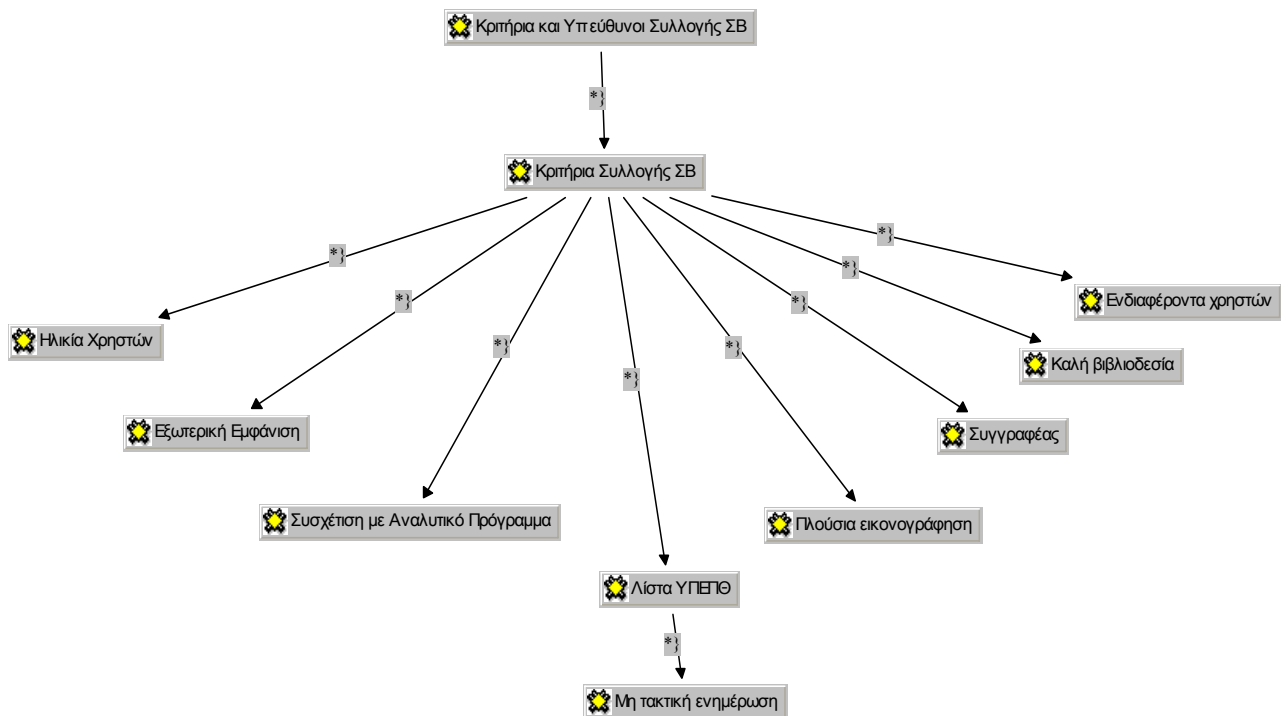 Κριτήρια και Υπεύθυνοι Συλλογής ΣΒ
*}
Κριτήρια Συλλογής ΣΒ
*}
*}
*}
*}
*}
*}
*}
*}
Ενδιαφέροντα χρηστών
Ηλικία Χρηστών
Καλή βιβλιοδεσία
Εξωτερική Εμφάνιση
Συγγραφέας
Συσχέτιση με Αναλυτικό Πρόγραμμα
Πλούσια εικονογράφηση
Λίστα ΥΠΕΠΘ
*}
Μη τακτική ενημέρωση